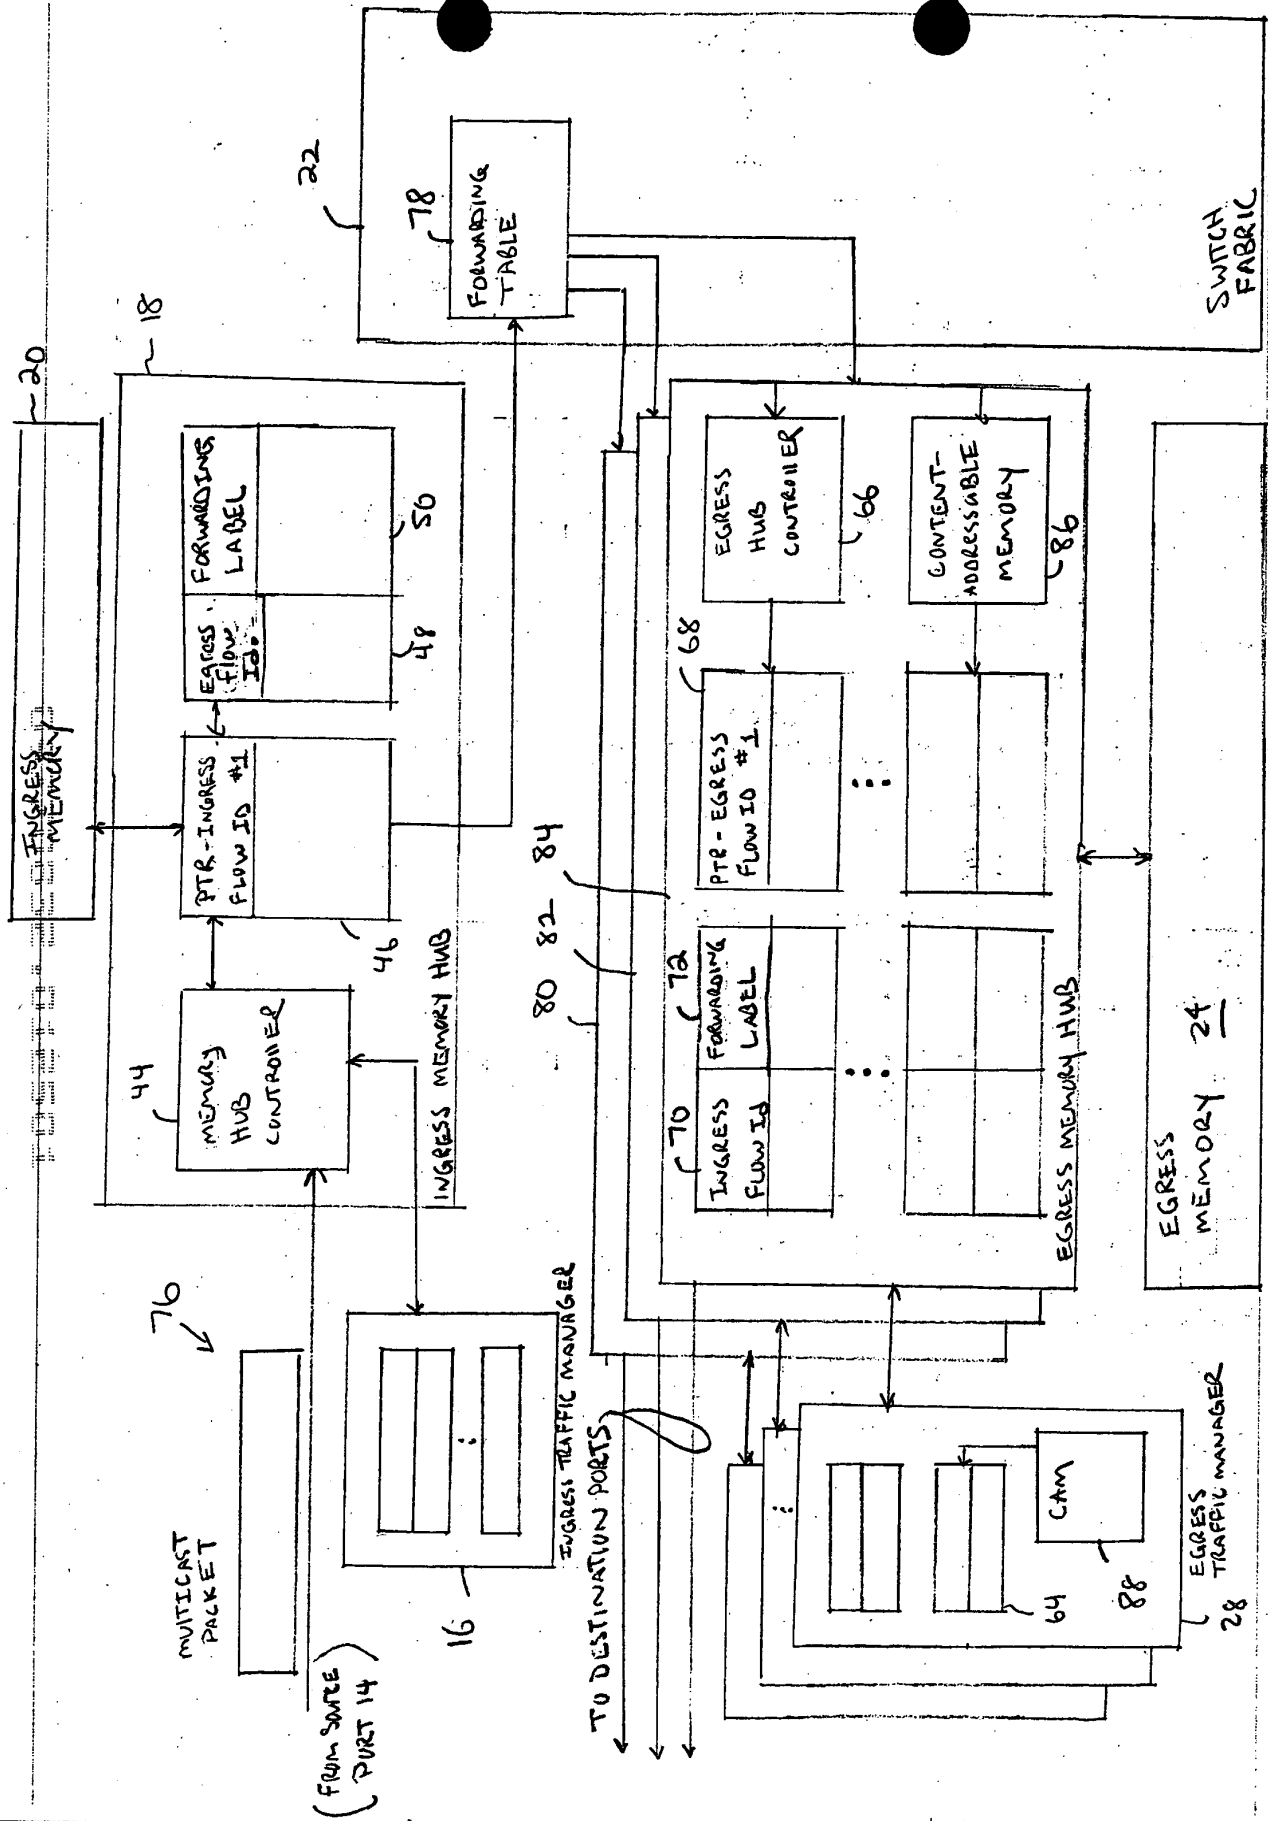 20
INGRESS
MEMORY
18
FORWARDING
LABEL
Egress
Flow
Id.
50
48
PTR-INGRESS
FLOW ID #1
46
44
MEMORY
HUB
CONTROLLER
INGRESS MEMORY HUB
76
MULTICAST
PACKET
(FROM SOURCE
PORT 14)
16
INGRESS TRAFFIC MANAGER
22
78
FORWARDING
TABLE
SWITCH
FABRIC
TO DESTINATION PORTS
80
82
84
EGRESS
HUB
CONTROLLER
66
CONTENT-
ADDRESSABLE
MEMORY
86
68
PTR-EGRESS
FLOW ID #1
72
FORWARDING
LABEL
70
INGRESS
FLOW Id
EGRESS MEMORY HUB
EGRESS
MEMORY 24
64
CAM
88
EGRESS
TRAFFIC MANAGER
28